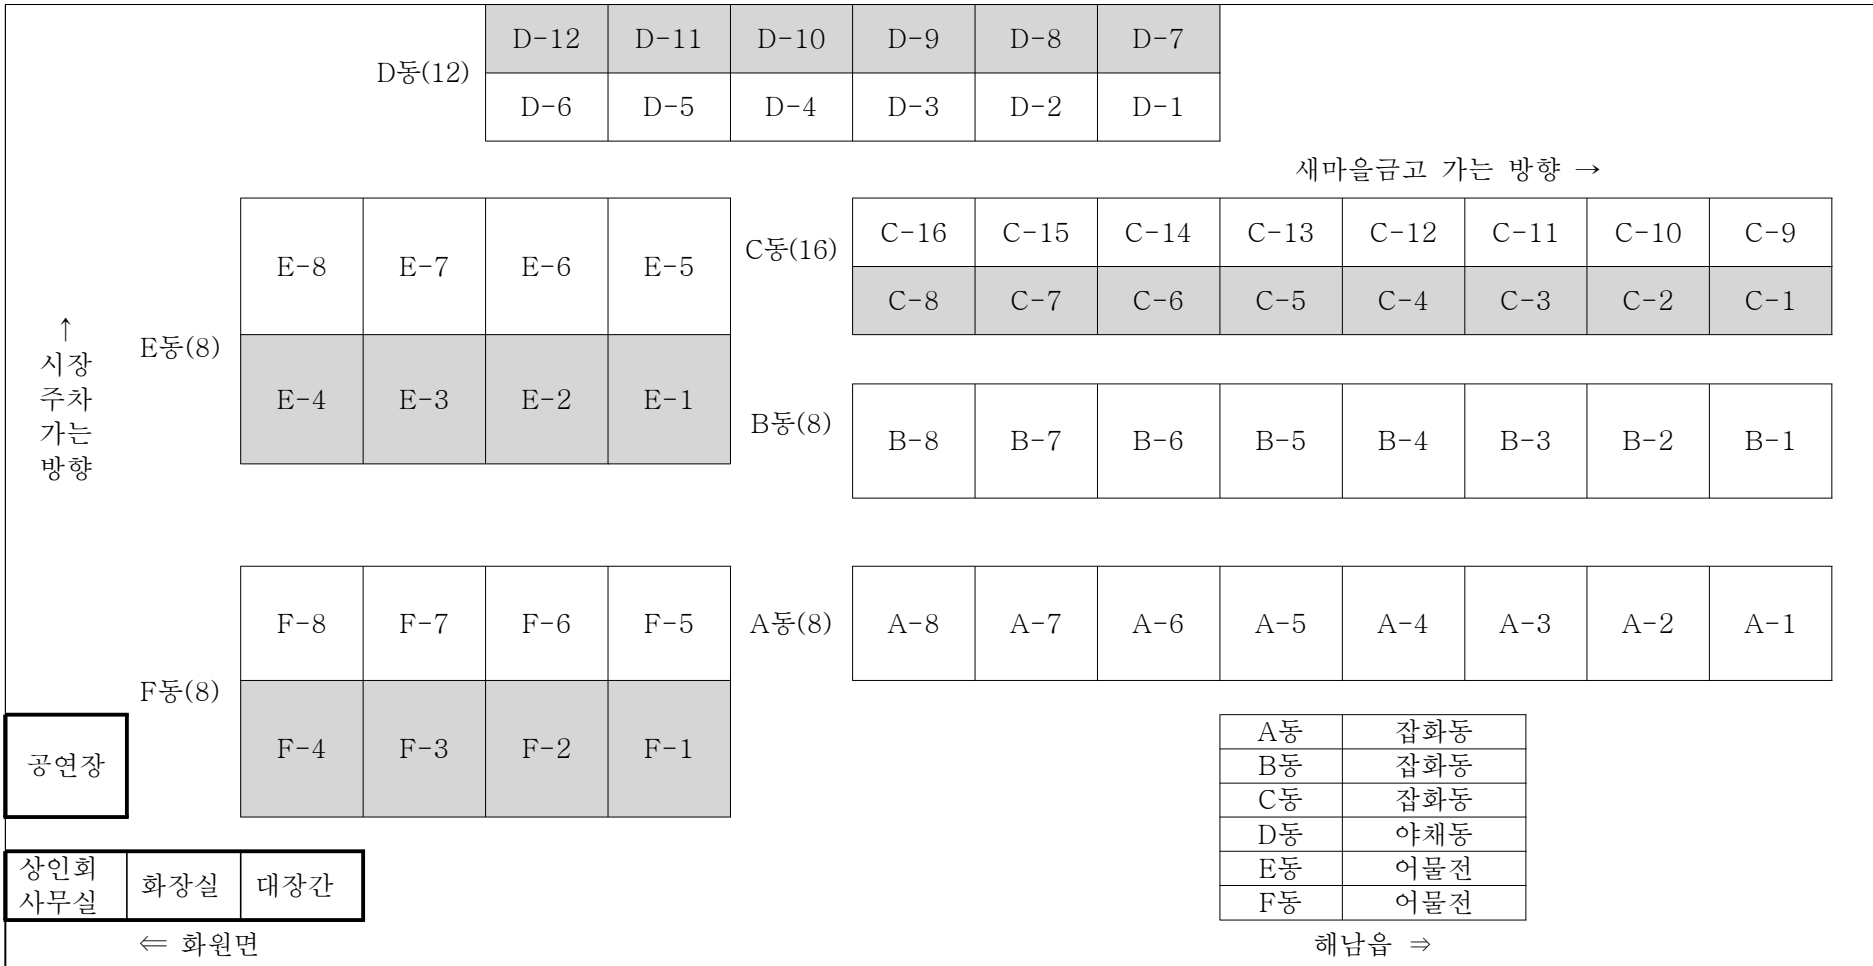 D동(12)
D-12 D-11 D-10 D-9 D-8 D-7
D-6 D-5 D-4 D-3 D-2 D-1
새마을금고 가는 방향 →
↑
시장
주차
가는
방향
E동(8)
E-8 E-7 E-6 E-5
E-4 E-3 E-2 E-1
C동(16)
C-16 C-15 C-14 C-13 C-12 C-11 C-10 C-9
C-8 C-7 C-6 C-5 C-4 C-3 C-2 C-1
B동(8)
B-8 B-7 B-6 B-5 B-4 B-3 B-2 B-1
F동(8)
F-8 F-7 F-6 F-5
F-4 F-3 F-2 F-1
A동(8)
A-8 A-7 A-6 A-5 A-4 A-3 A-2 A-1
공연장
상인회
사무실
화장실
대장간
A동 잡화동
B동 잡화동
C동 잡화동
D동 야채동
E동 어물전
F동 어물전
⇐ 화원면
해남읍 ⇒